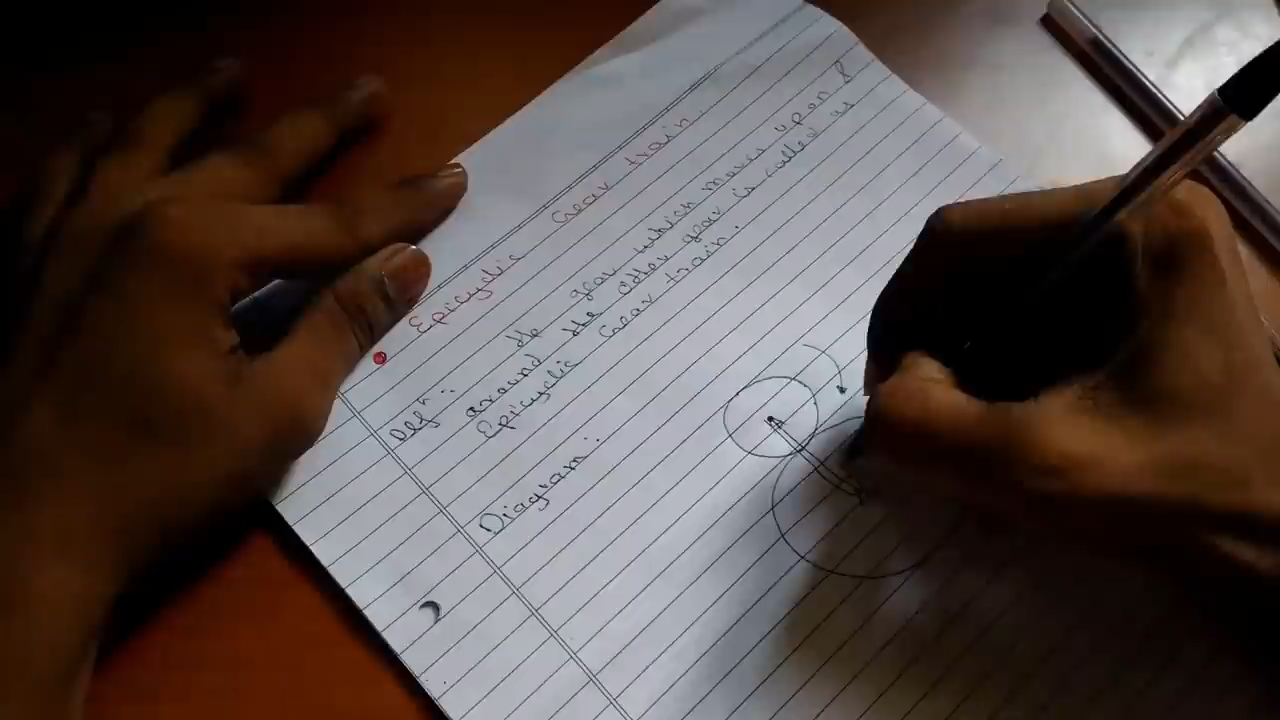 Epicyclic Gear train
Defn : the gear which moves upon &
around the other gear is called as
Epicyclic Gear train.
Diagram :
A